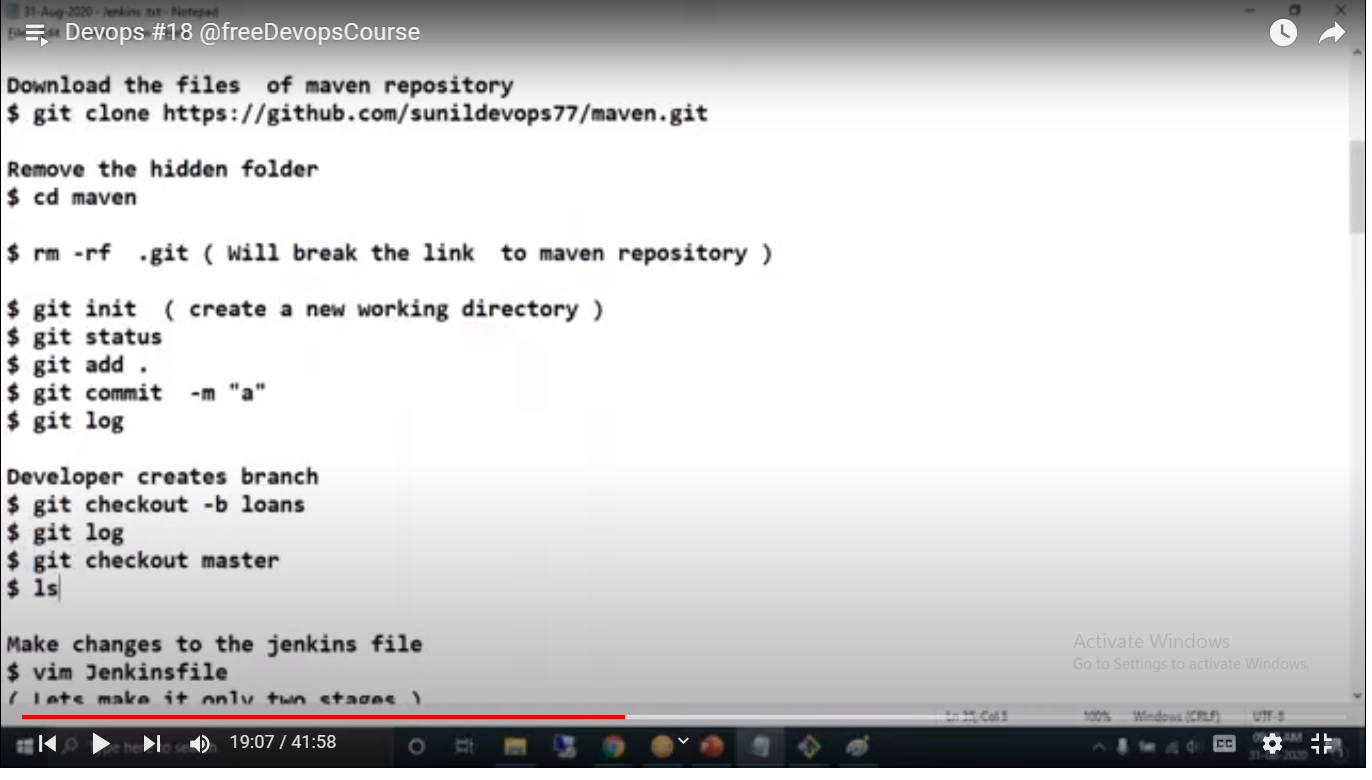 31-Aug-2020 - Jenkins .txt - Notepad
Devops #18 @freeDevopsCourse
Download the files  of maven repository
$ git clone https://github.com/sunildevops77/maven.git
Remove the hidden folder
$ cd maven
$ rm -rf  .git ( Will break the link  to maven repository )
$ git init  ( create a new working directory )
$ git status
$ git add .
$ git commit  -m "a"
$ git log
Developer creates branch
$ git checkout -b loans
$ git log
$ git checkout master
$ ls
Make changes to the jenkins file
$ vim Jenkinsfile
( Lets make it only two stages )
Activate Windows
Go to Settings to activate Windows.
100% Windows (CRLF) UTF-8
19:07 / 41:58
CC